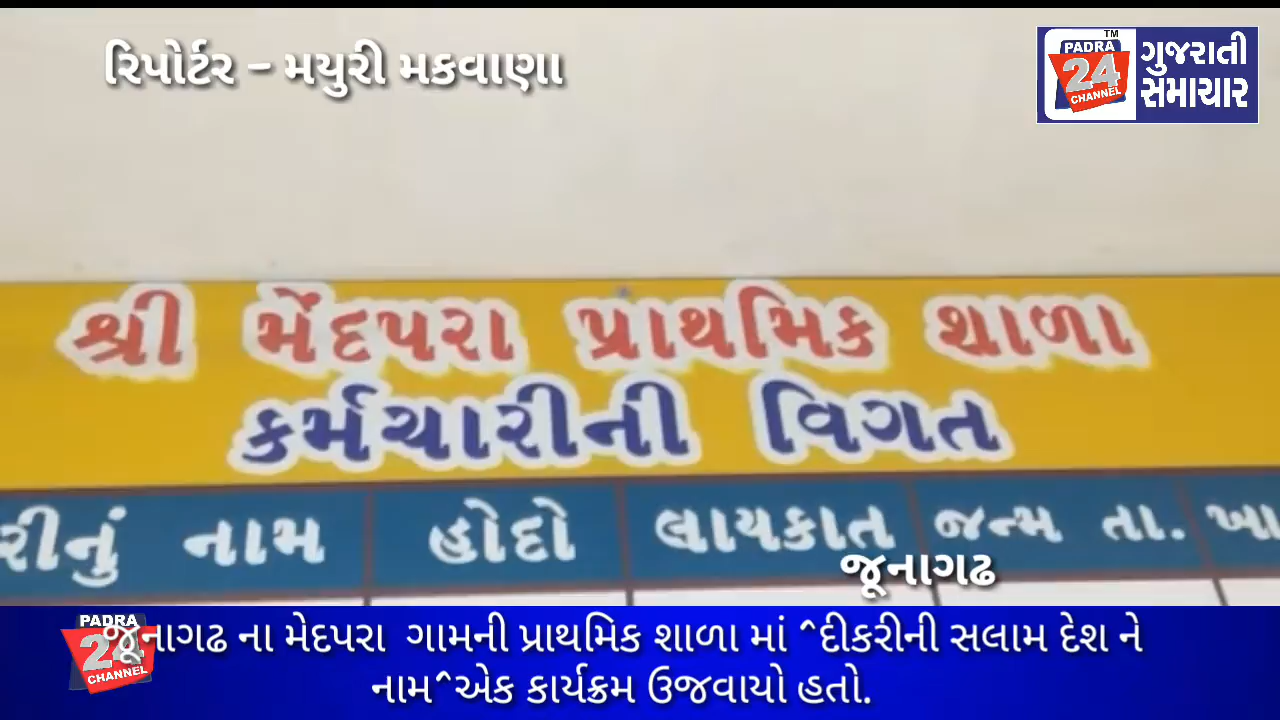 રિપોર્ટર - મયુરી મકવાણા
PADRA
TM
24
CHANNEL
ગુજરાતી
સમાચાર
શ્રી મેંદપરા પ્રાથમિક શાળા
કર્મચારીની વિગત
નામ હોદો લાયકાત જન્મ તા.
જૂનાગઢ
PADRA
24
CHANNEL
જૂનાગઢ ના મેદપરા ગામની પ્રાથમિક શાળા માં ^દીકરીની સલામ દેશ ને
નામ^એક કાર્યક્રમ ઉજવાયો હતો.